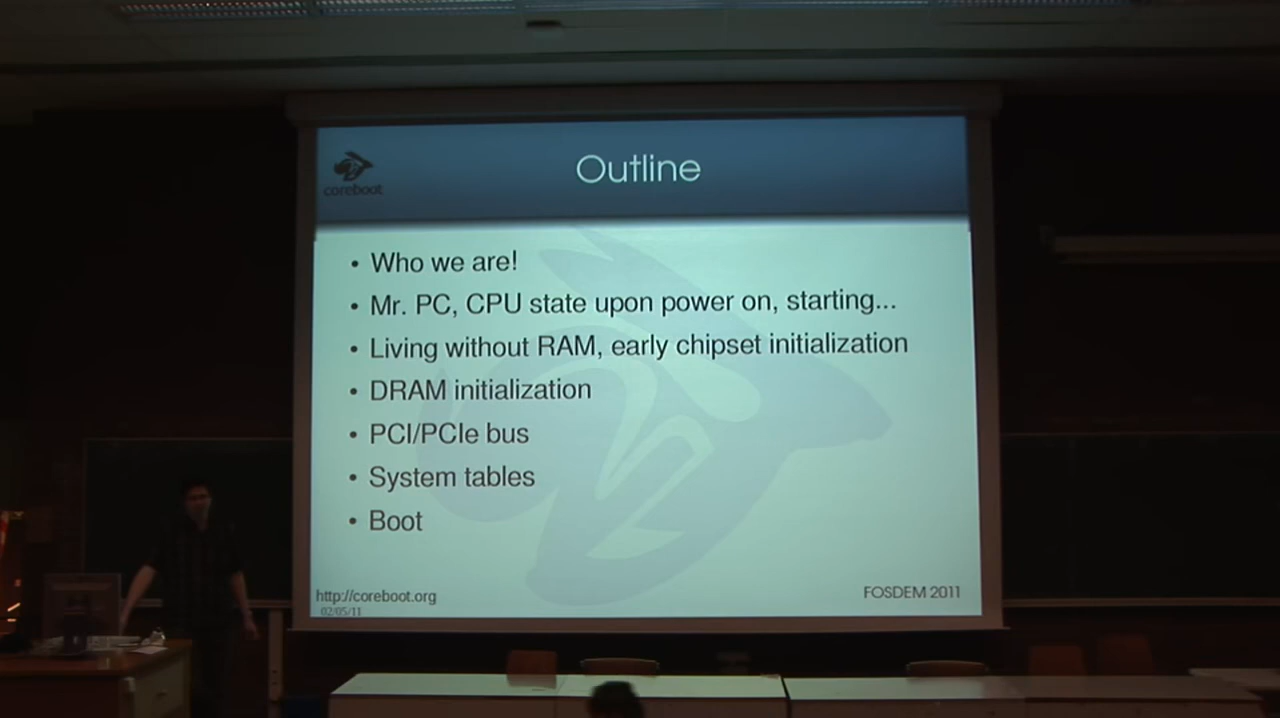 coreboot
Outline
• Who we are!
• Mr. PC, CPU state upon power on, starting...
• Living without RAM, early chipset initialization
• DRAM initialization
• PCI/PCIe bus
• System tables
• Boot
http://coreboot.org
02/05/11
FOSDEM 2011